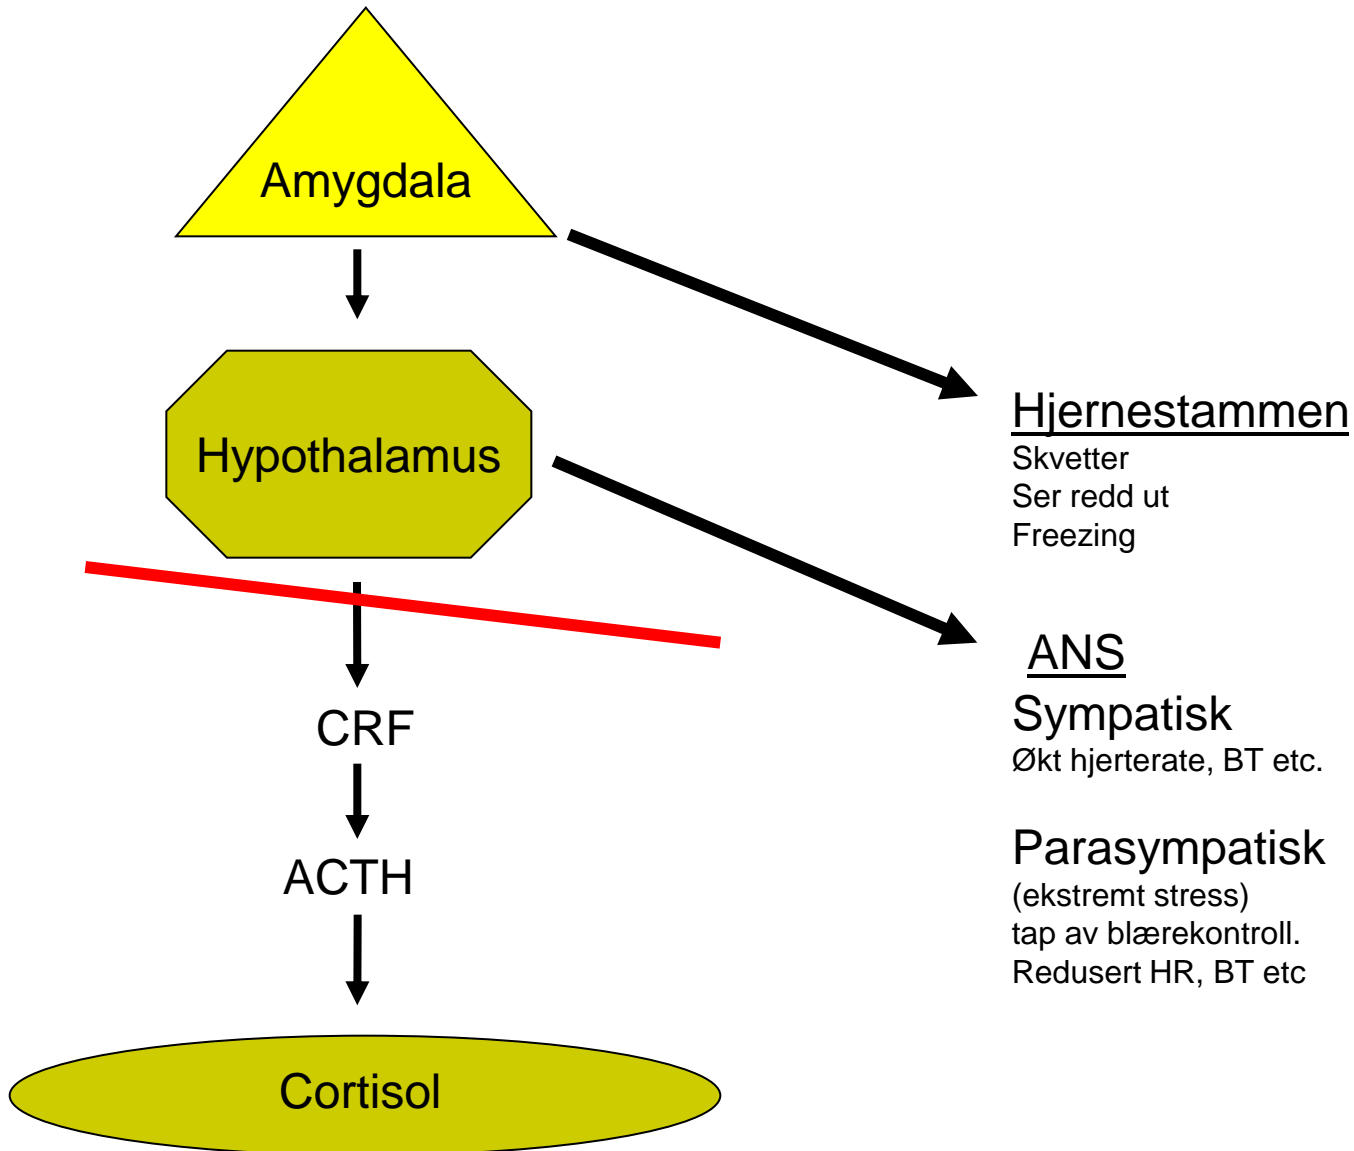 Amygdala
Hypothalamus
CRF
ACTH
Cortisol
Hjernestammen
Skvetter
Ser redd ut
Freezing
ANS
Sympatisk
Økt hjerterate, BT etc.
Parasympatisk
(ekstremt stress)
tap av blærekontroll.
Redusert HR, BT etc